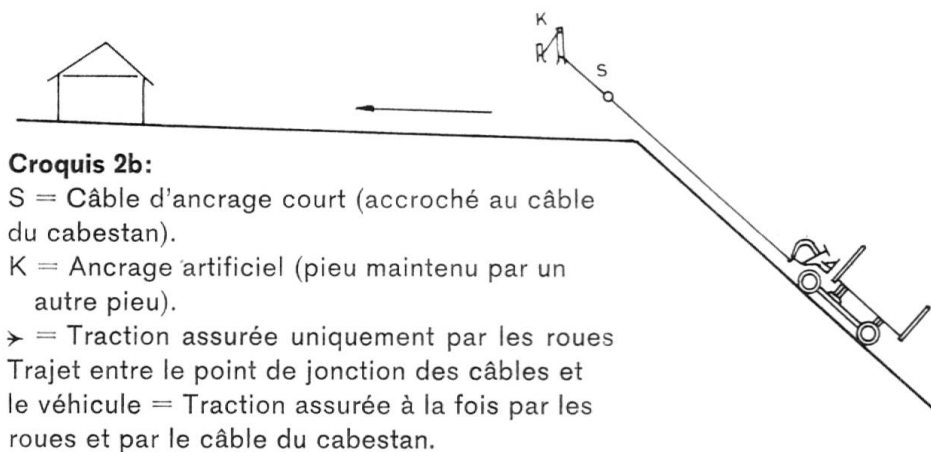 K
K
S
Croquis 2b:
S = Câble d'ancrage court (accroché au câble
du cabestan).
K = Ancrage artificiel (pieu maintenu par un
autre pieu).
➤ = Traction assurée uniquement par les roues
Trajet entre le point de jonction des câbles et
le véhicule = Traction assurée à la fois par les
roues et par le câble du cabestan.